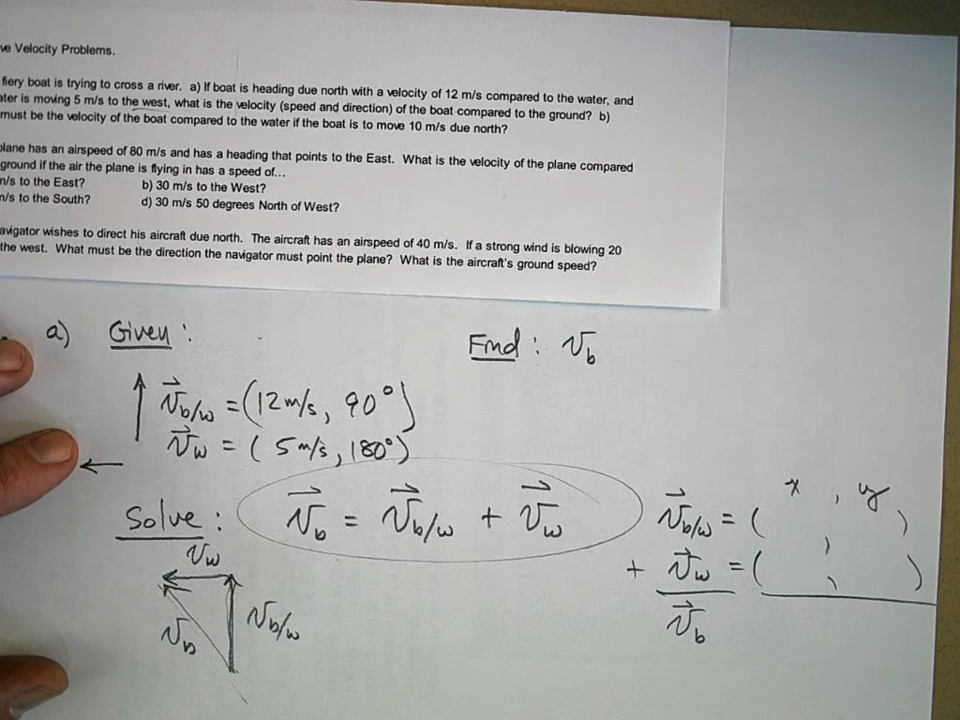 ve Velocity Problems.
fiery boat is trying to cross a river. a) If boat is heading due north with a velocity of 12 m/s compared to the water, and
ater is moving 5 m/s to the west, what is the velocity (speed and direction) of the boat compared to the ground? b)
must be the velocity of the boat compared to the water if the boat is to move 10 m/s due north?
plane has an airspeed of 80 m/s and has a heading that points to the East. What is the velocity of the plane compared
ground if the air the plane is flying in has a speed of...
m/s to the East? b) 30 m/s to the West?
m/s to the South? d) 30 m/s 50 degrees North of West?
avigator wishes to direct his aircraft due north. The aircraft has an airspeed of 40 m/s. If a strong wind is blowing 20
the west. What must be the direction the navigator must point the plane? What is the aircraft's ground speed?
a) Given: Find: v_b
v⃗_b/w = (12 m/s, 90°)
v⃗_w = (5 m/s, 180°)
Solve: v⃗_b = v⃗_b/w + v⃗_w
x , y
v⃗_b/w = ( , )
+ v⃗_w = ( , )
v⃗_b
v_w
v_b v_b/w